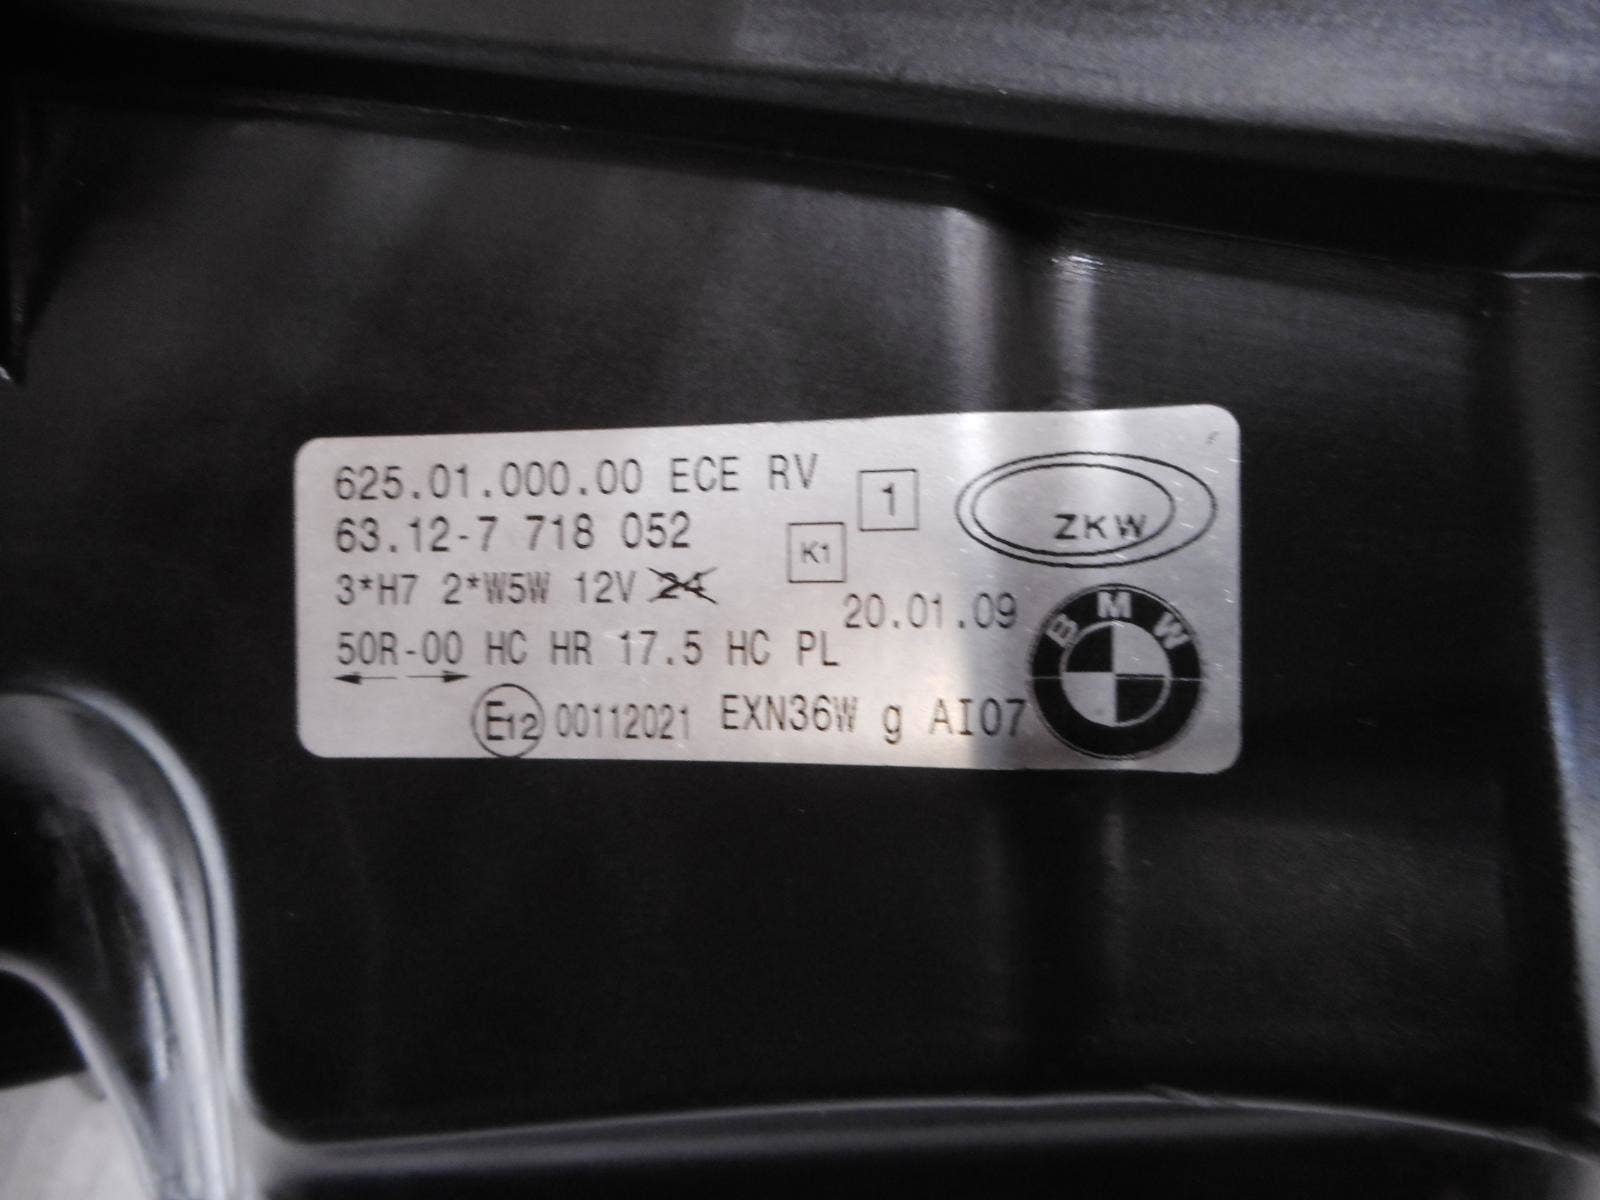 625.01.000.00 ECE RV
1
ZKW
63.12-7 718 052
K1
3*H7 2*W5W 12V 24
20.01.09
BMW
50R-00 HC HR 17.5 HC PL
E12 00112021 EXN36W g AI07